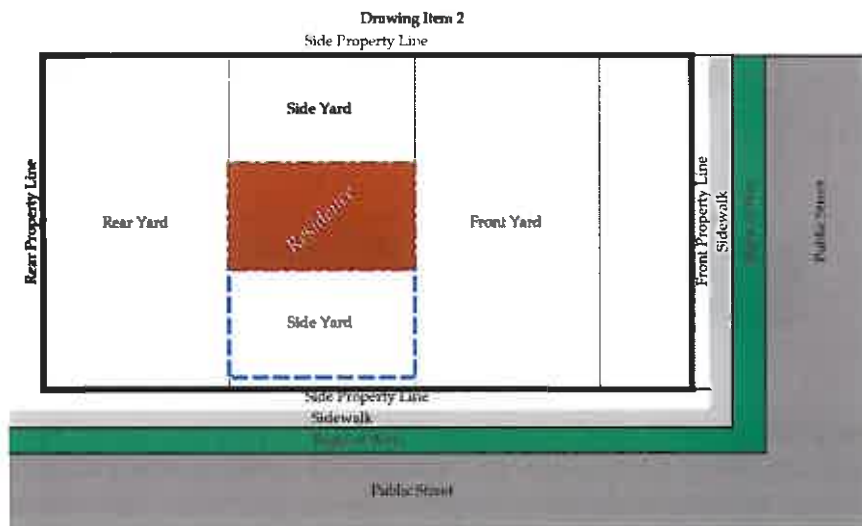 Drawing Item 2
Side Property Line
Side Yard
Rear Property Line
Rear Yard
Residence
Front Yard
Front Property Line
Sidewalk
Public Street
Side Yard
Side Property Line
Sidewalk
Public Street